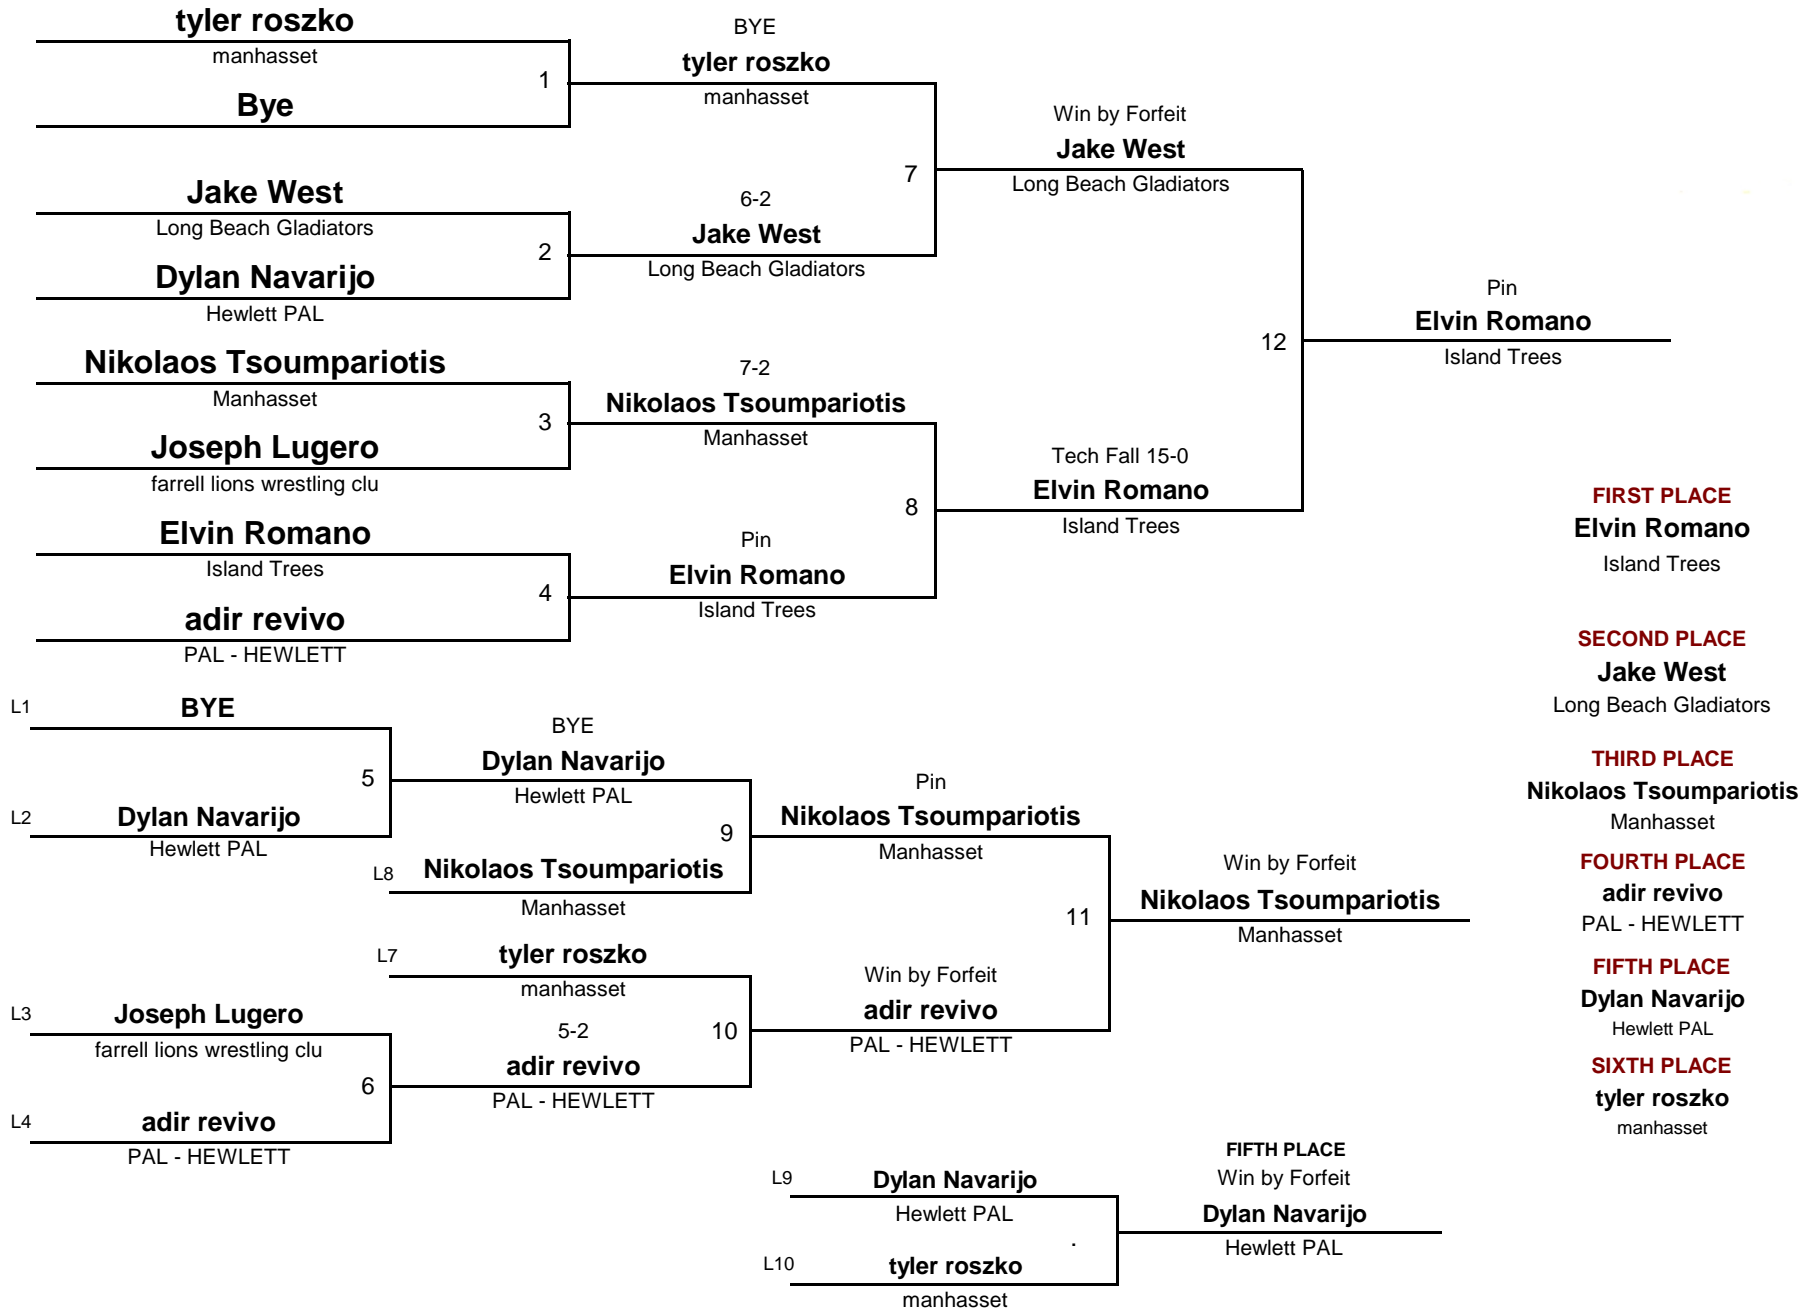 tyler roszko
manhasset
1
Bye
BYE
tyler roszko
manhasset
Jake West
Long Beach Gladiators
2
Dylan Navarijo
Hewlett PAL
6-2
Jake West
Long Beach Gladiators
7
Win by Forfeit
Jake West
Long Beach Gladiators
Nikolaos Tsoumpariotis
Manhasset
3
Joseph Lugero
farrell lions wrestling clu
7-2
Nikolaos Tsoumpariotis
Manhasset
Elvin Romano
Island Trees
4
adir revivo
PAL - HEWLETT
Pin
Elvin Romano
Island Trees
8
Tech Fall 15-0
Elvin Romano
Island Trees
12
Pin
Elvin Romano
Island Trees
L1
BYE
5
L2
Dylan Navarijo
Hewlett PAL
BYE
Dylan Navarijo
Hewlett PAL
9
L8
Nikolaos Tsoumpariotis
Manhasset
Pin
Nikolaos Tsoumpariotis
Manhasset
L7
tyler roszko
manhasset
L3
Joseph Lugero
farrell lions wrestling clu
6
L4
adir revivo
PAL - HEWLETT
5-2
adir revivo
PAL - HEWLETT
10
Win by Forfeit
adir revivo
PAL - HEWLETT
11
Win by Forfeit
Nikolaos Tsoumpariotis
Manhasset
L9
Dylan Navarijo
Hewlett PAL
.
L10
tyler roszko
manhasset
FIFTH PLACE
Win by Forfeit
Dylan Navarijo
Hewlett PAL
FIRST PLACE
Elvin Romano
Island Trees
SECOND PLACE
Jake West
Long Beach Gladiators
THIRD PLACE
Nikolaos Tsoumpariotis
Manhasset
FOURTH PLACE
adir revivo
PAL - HEWLETT
FIFTH PLACE
Dylan Navarijo
Hewlett PAL
SIXTH PLACE
tyler roszko
manhasset